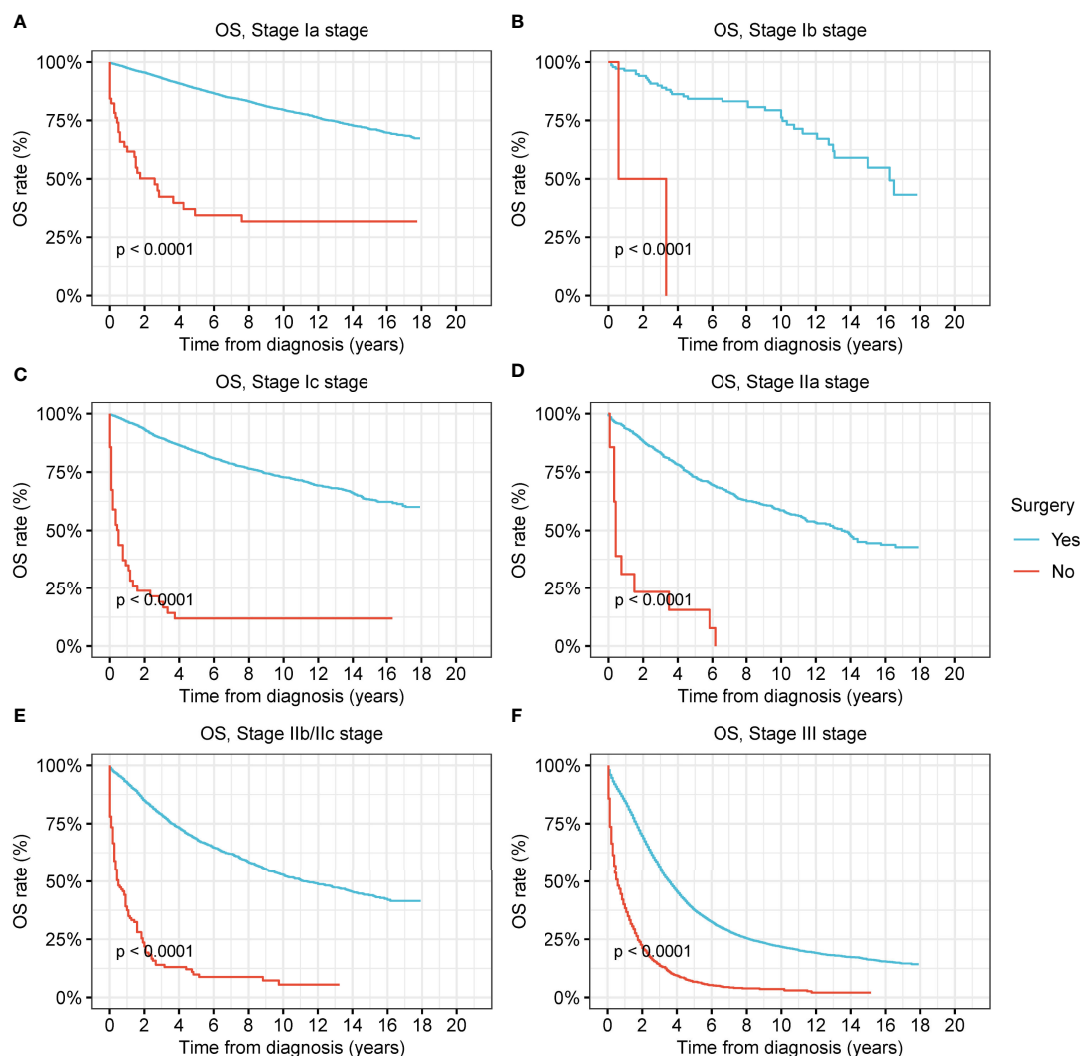 A
OS, Stage Ia stage
100%
75%
50%
25%
0%
OS rate (%)
p < 0.0001
0 2 4 6 8 10 12 14 16 18 20
Time from diagnosis (years)
B
OS, Stage Ib stage
100%
75%
50%
25%
0%
OS rate (%)
p < 0.0001
0 2 4 6 8 10 12 14 16 18 20
Time from diagnosis (years)
C
OS, Stage Ic stage
100%
75%
50%
25%
0%
OS rate (%)
p < 0.0001
0 2 4 6 8 10 12 14 16 18 20
Time from diagnosis (years)
D
OS, Stage IIa stage
100%
75%
50%
25%
0%
OS rate (%)
p < 0.0001
0 2 4 6 8 10 12 14 16 18 20
Time from diagnosis (years)
Surgery
Yes
No
E
OS, Stage IIb/IIc stage
100%
75%
50%
25%
0%
OS rate (%)
p < 0.0001
0 2 4 6 8 10 12 14 16 18 20
Time from diagnosis (years)
F
OS, Stage III stage
100%
75%
50%
25%
0%
OS rate (%)
p < 0.0001
0 2 4 6 8 10 12 14 16 18 20
Time from diagnosis (years)